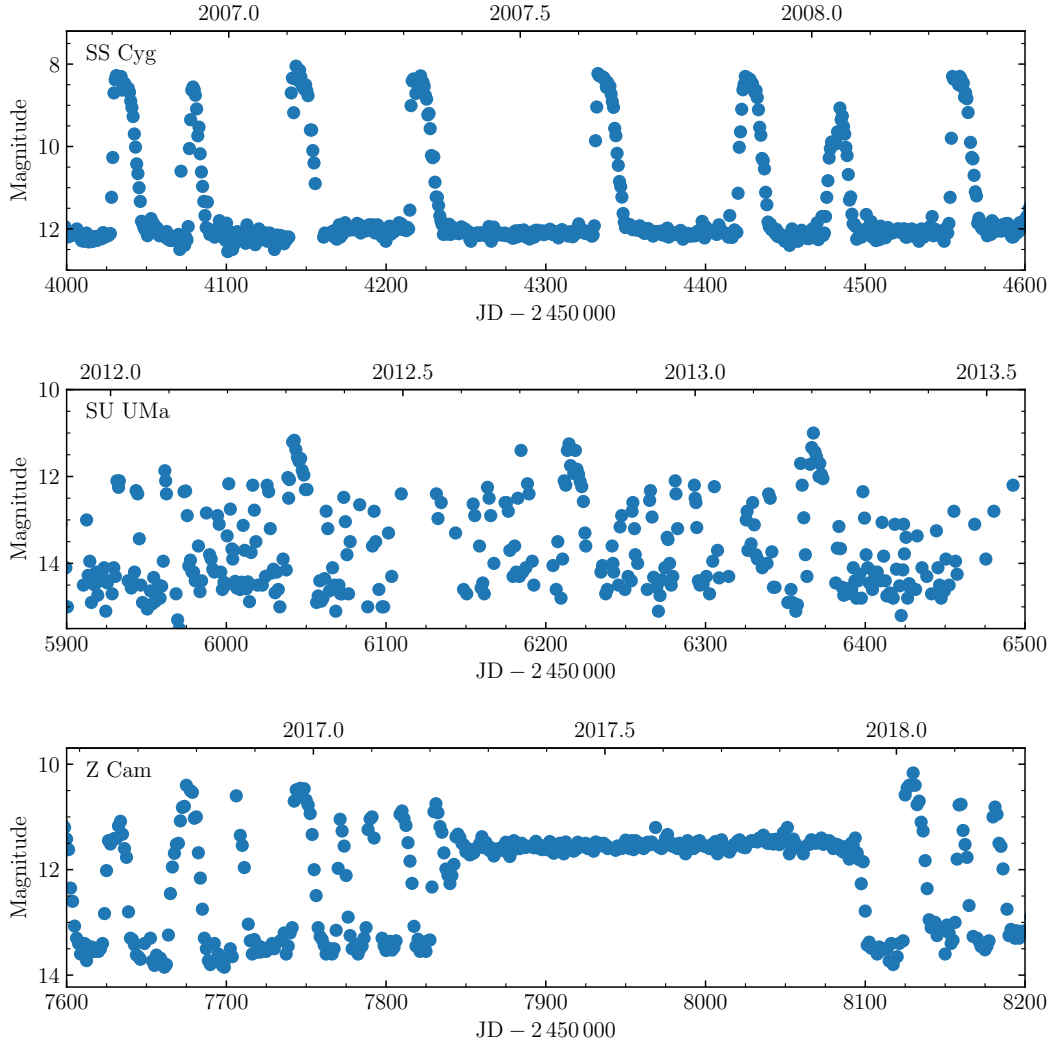 2007.0 2007.5 2008.0
SS Cyg
Magnitude
8
10
12
4000 4100 4200 4300 4400 4500 4600
JD − 2 450 000
2012.0 2012.5 2013.0 2013.5
SU UMa
Magnitude
10
12
14
5900 6000 6100 6200 6300 6400 6500
JD − 2 450 000
2017.0 2017.5 2018.0
Z Cam
Magnitude
10
12
14
7600 7700 7800 7900 8000 8100 8200
JD − 2 450 000